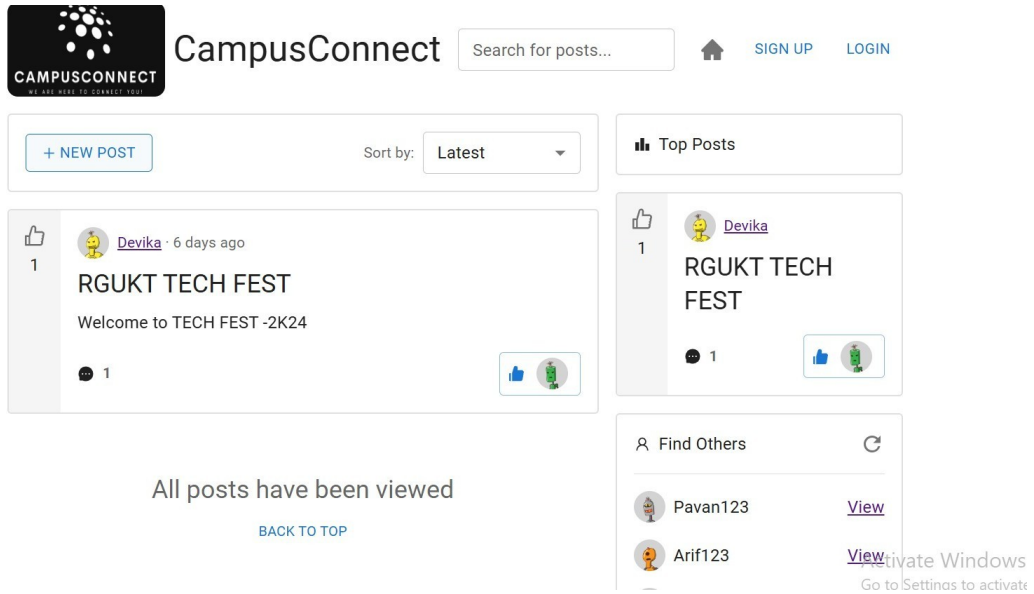 CAMPUSCONNECT
WE ARE HERE TO CONNECT YOU!
CampusConnect
Search for posts...
SIGN UP
LOGIN
+ NEW POST
Sort by:
Latest
1
Devika · 6 days ago
RGUKT TECH FEST
Welcome to TECH FEST -2K24
1
All posts have been viewed
BACK TO TOP
Top Posts
1
Devika
RGUKT TECH
FEST
1
Find Others
Pavan123
View
Arif123
View
Activate Windows
Go to Settings to activate